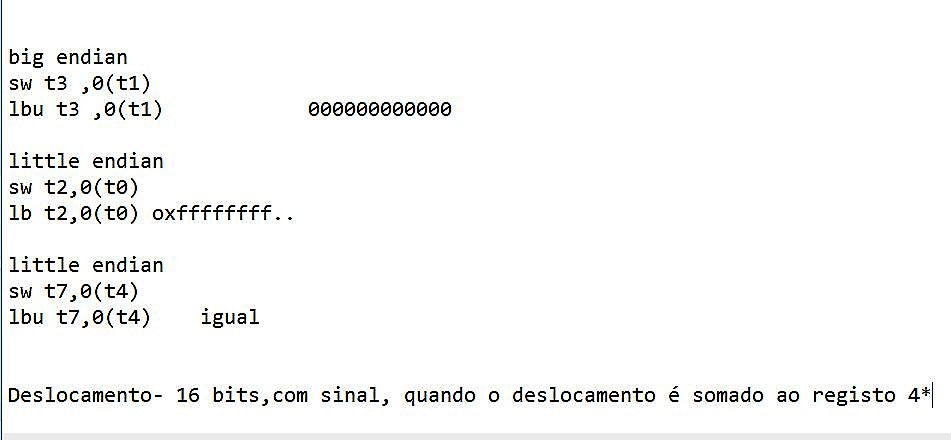 big endian
sw t3 ,0(t1)
lbu t3 ,0(t1) 000000000000
little endian
sw t2,0(t0)
lb t2,0(t0) oxffffffff..
little endian
sw t7,0(t4)
lbu t7,0(t4) igual
Deslocamento- 16 bits,com sinal, quando o deslocamento é somado ao registo 4*